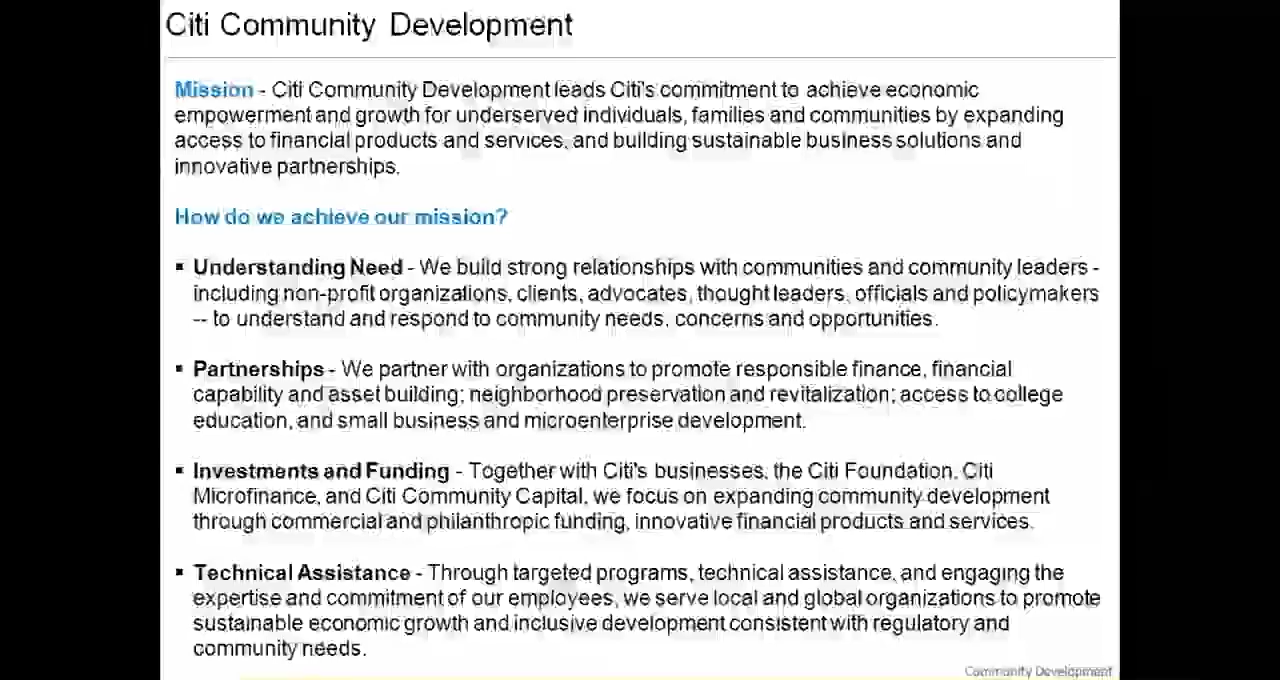 Citi Community Development
Mission - Citi Community Development leads Citi's commitment to achieve economic
empowerment and growth for underserved individuals, families and communities by expanding
access to financial products and services, and building sustainable business solutions and
innovative partnerships.
How do we achieve our mission?
▪ Understanding Need - We build strong relationships with communities and community leaders -
including non-profit organizations, clients, advocates, thought leaders, officials and policymakers
-- to understand and respond to community needs, concerns and opportunities.
▪ Partnerships - We partner with organizations to promote responsible finance, financial
capability and asset building; neighborhood preservation and revitalization; access to college
education, and small business and microenterprise development.
▪ Investments and Funding - Together with Citi's businesses, the Citi Foundation, Citi
Microfinance, and Citi Community Capital, we focus on expanding community development
through commercial and philanthropic funding, innovative financial products and services.
▪ Technical Assistance - Through targeted programs, technical assistance, and engaging the
expertise and commitment of our employees, we serve local and global organizations to promote
sustainable economic growth and inclusive development consistent with regulatory and
community needs.
Community Development